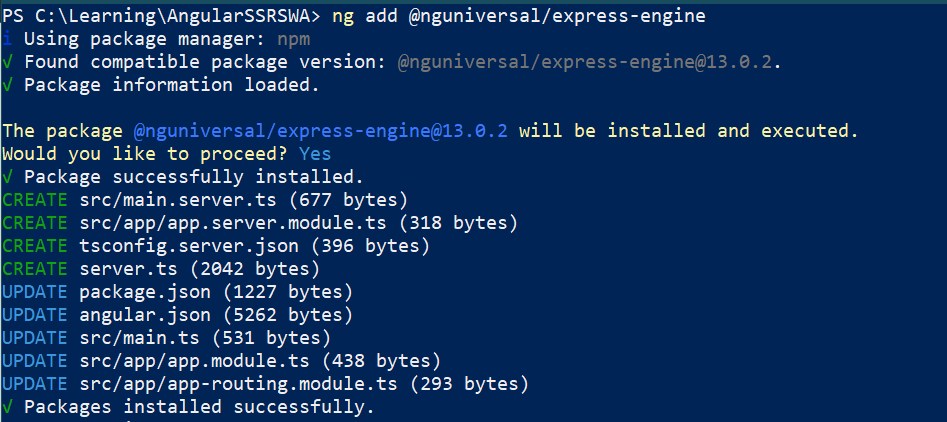 PS C:\Learning\AngularSSRSWA> ng add @nguniversal/express-engine
i Using package manager: npm
√ Found compatible package version: @nguniversal/express-engine@13.0.2.
√ Package information loaded.
The package @nguniversal/express-engine@13.0.2 will be installed and executed.
Would you like to proceed? Yes
√ Package successfully installed.
CREATE src/main.server.ts (677 bytes)
CREATE src/app/app.server.module.ts (318 bytes)
CREATE tsconfig.server.json (396 bytes)
CREATE server.ts (2042 bytes)
UPDATE package.json (1227 bytes)
UPDATE angular.json (5262 bytes)
UPDATE src/main.ts (531 bytes)
UPDATE src/app/app.module.ts (438 bytes)
UPDATE src/app/app-routing.module.ts (293 bytes)
√ Packages installed successfully.